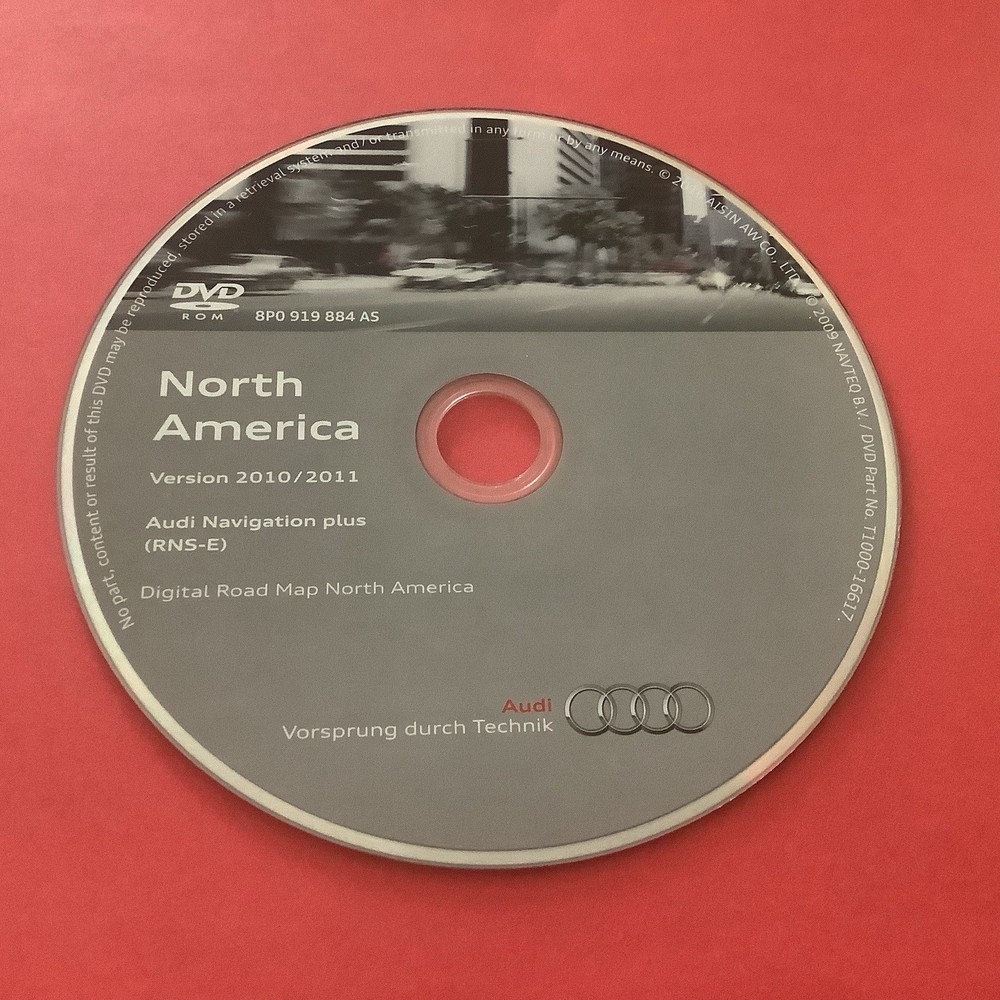 No part, content or result of this DVD may be reproduced, stored in a retrieval system and / or transmitted in any form or by any means. © AISIN AW CO., LTD. © 2009 NAVTEQ B.V. / DVD Part No. T1000-16617.
DVD
ROM
8P0 919 884 AS
North
America
Version 2010/2011
Audi Navigation plus
(RNS-E)
Digital Road Map North America
Audi
Vorsprung durch Technik